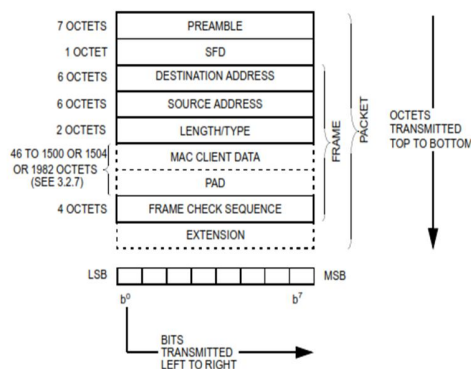 7 OCTETS PREAMBLE
1 OCTET SFD
6 OCTETS DESTINATION ADDRESS
6 OCTETS SOURCE ADDRESS
2 OCTETS LENGTH/TYPE
46 TO 1500 OR 1504
OR 1982 OCTETS
(SEE 3.2.7)
MAC CLIENT DATA
PAD
4 OCTETS FRAME CHECK SEQUENCE
EXTENSION
FRAME
PACKET
OCTETS
TRANSMITTED
TOP TO BOTTOM
LSB MSB
b0 b7
BITS
TRANSMITTED
LEFT TO RIGHT